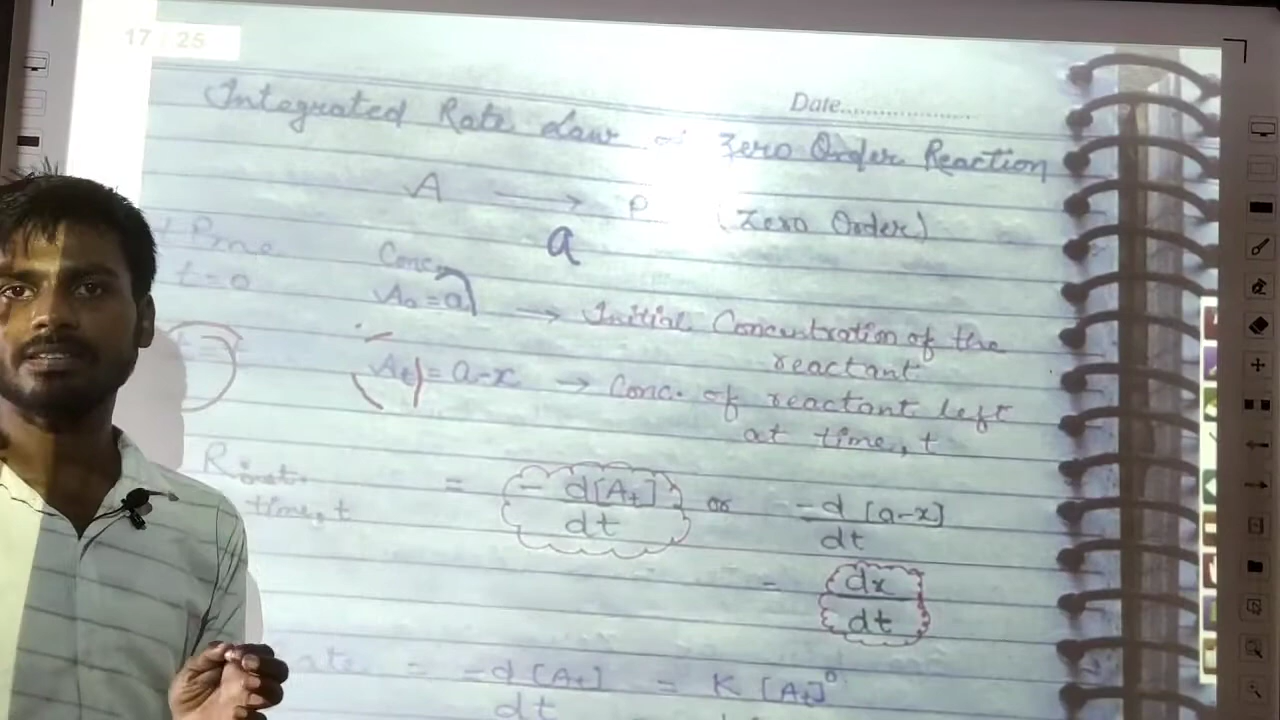 17 / 25
Date....................
Integrated Rate Law of Zero Order Reaction
A → P (Zero Order)
a
Conc.
t=0 A₀ = a → Initial Concentration of the
reactant
Aₜ = a-x → Conc. of reactant left
at time, t
R inst.
time, t = -d[Aₜ]/dt or -d[a-x]/dt
= dx/dt
= -d[Aₜ]/dt = K[Aₜ]⁰